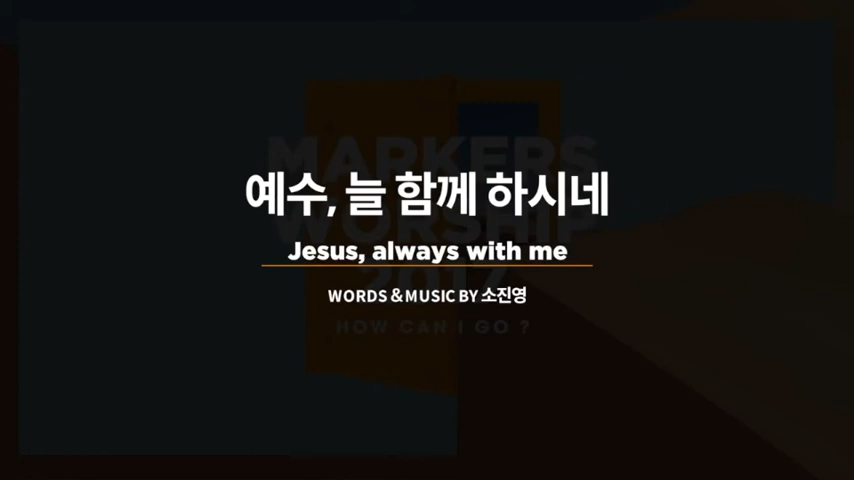 예수, 늘 함께 하시네
Jesus, always with me
WORDS & MUSIC BY 소진영
MARKERS
WORSHIP
2017
HOW CAN I GO ?